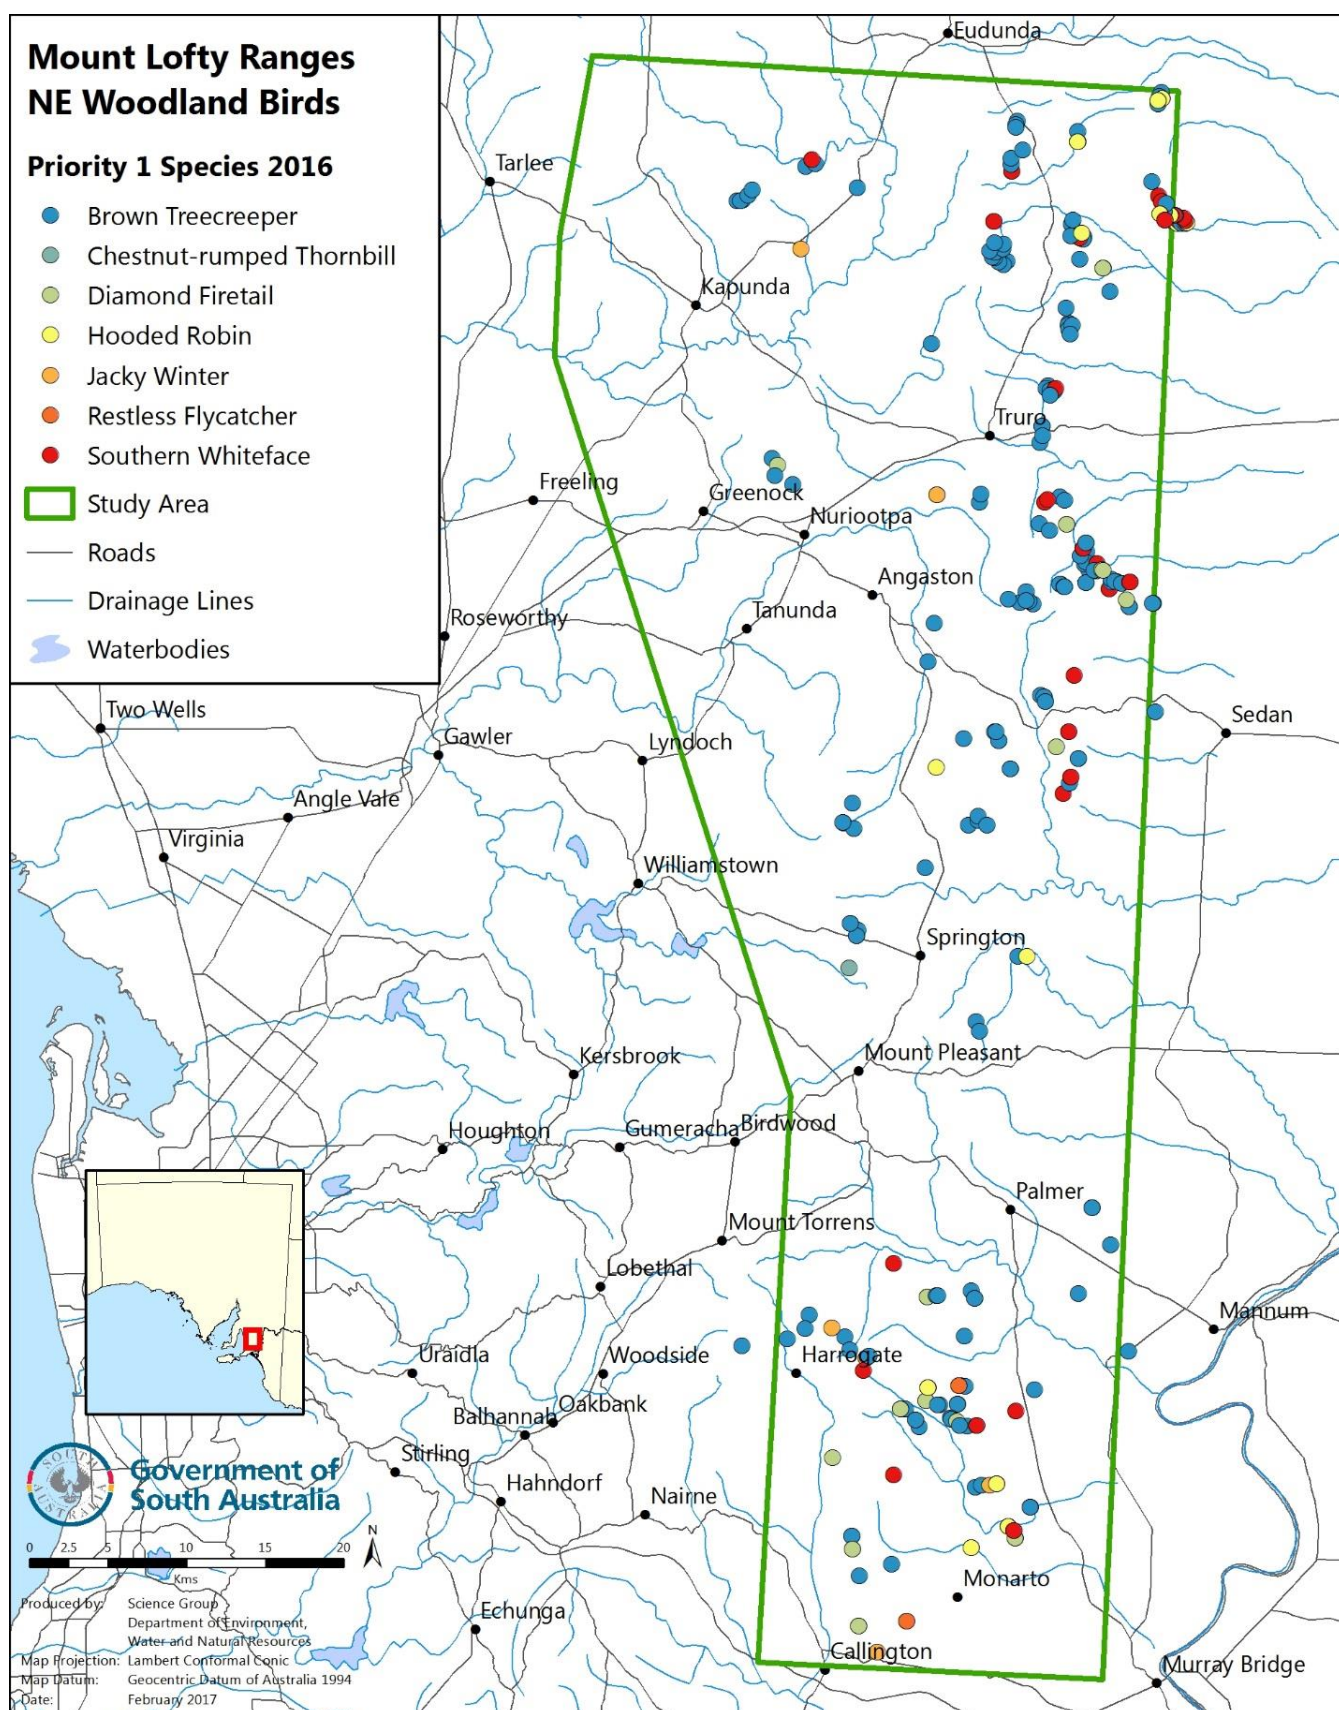 Mount Lofty Ranges
NE Woodland Birds
Priority 1 Species 2016
Brown Treecreeper
Chestnut-rumped Thornbill
Diamond Firetail
Hooded Robin
Jacky Winter
Restless Flycatcher
Southern Whiteface
Study Area
Roads
Drainage Lines
Waterbodies
Eudunda
Tarlee
Kapunda
Truro
Freeling
Greenock
Nuriootpa
Angaston
Tanunda
Roseworthy
Two Wells
Gawler
Lyndoch
Sedan
Angle Vale
Virginia
Williamstown
Springton
Kersbrook
Mount Pleasant
Houghton
Gumeracha
Birdwood
Palmer
Mount Torrens
Lobethal
Mannum
Uraidla
Woodside
Harrogate
Balhannah
Oakbank
Stirling
Hahndorf
Nairne
Monarto
Echunga
Callington
Murray Bridge
SOUTH
AUSTRALIA
Government of
South Australia
N
0 2.5 5 10 15 20
Kms
Produced by: Science Group
Department of Environment,
Water and Natural Resources
Map Projection: Lambert Conformal Conic
Map Datum: Geocentric Datum of Australia 1994
Date: February 2017